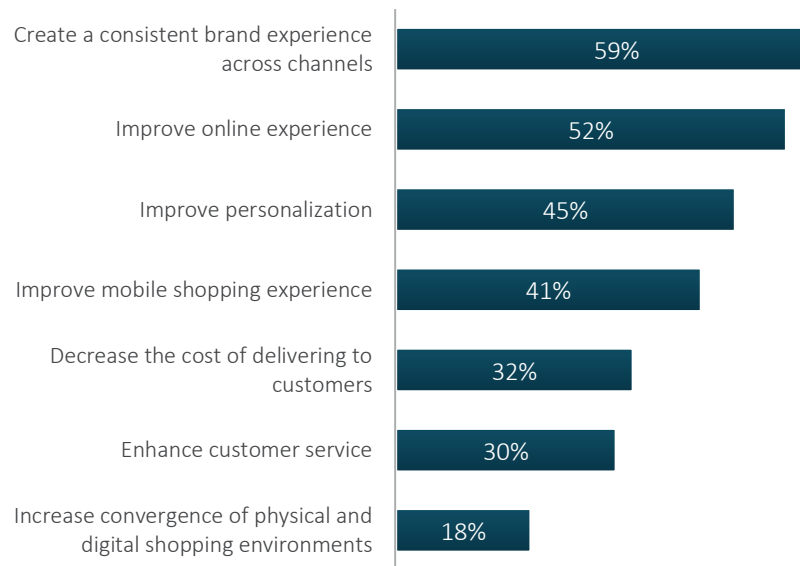 Create a consistent brand experience
across channels
59%
Improve online experience
52%
Improve personalization
45%
Improve mobile shopping experience
41%
Decrease the cost of delivering to
customers
32%
Enhance customer service
30%
Increase convergence of physical and
digital shopping environments
18%